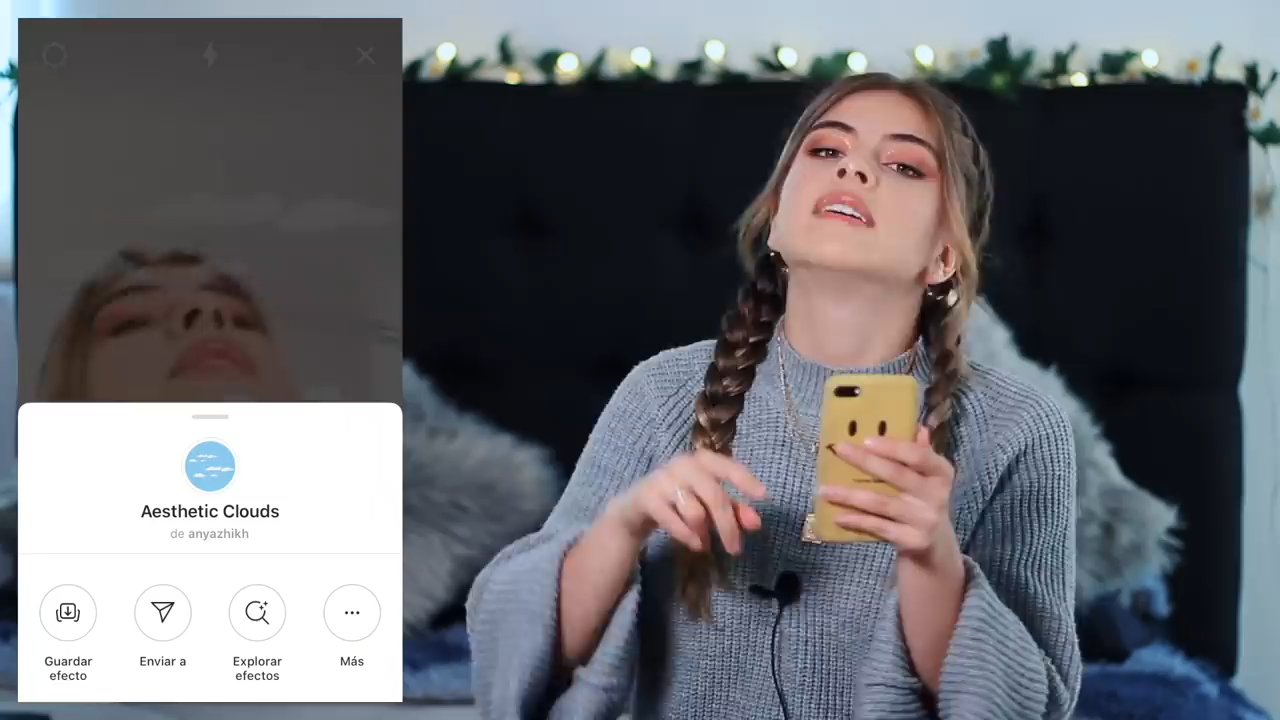 Aesthetic Clouds
de anyazhikh
Guardar
efecto
Enviar a
Explorar
efectos
Más